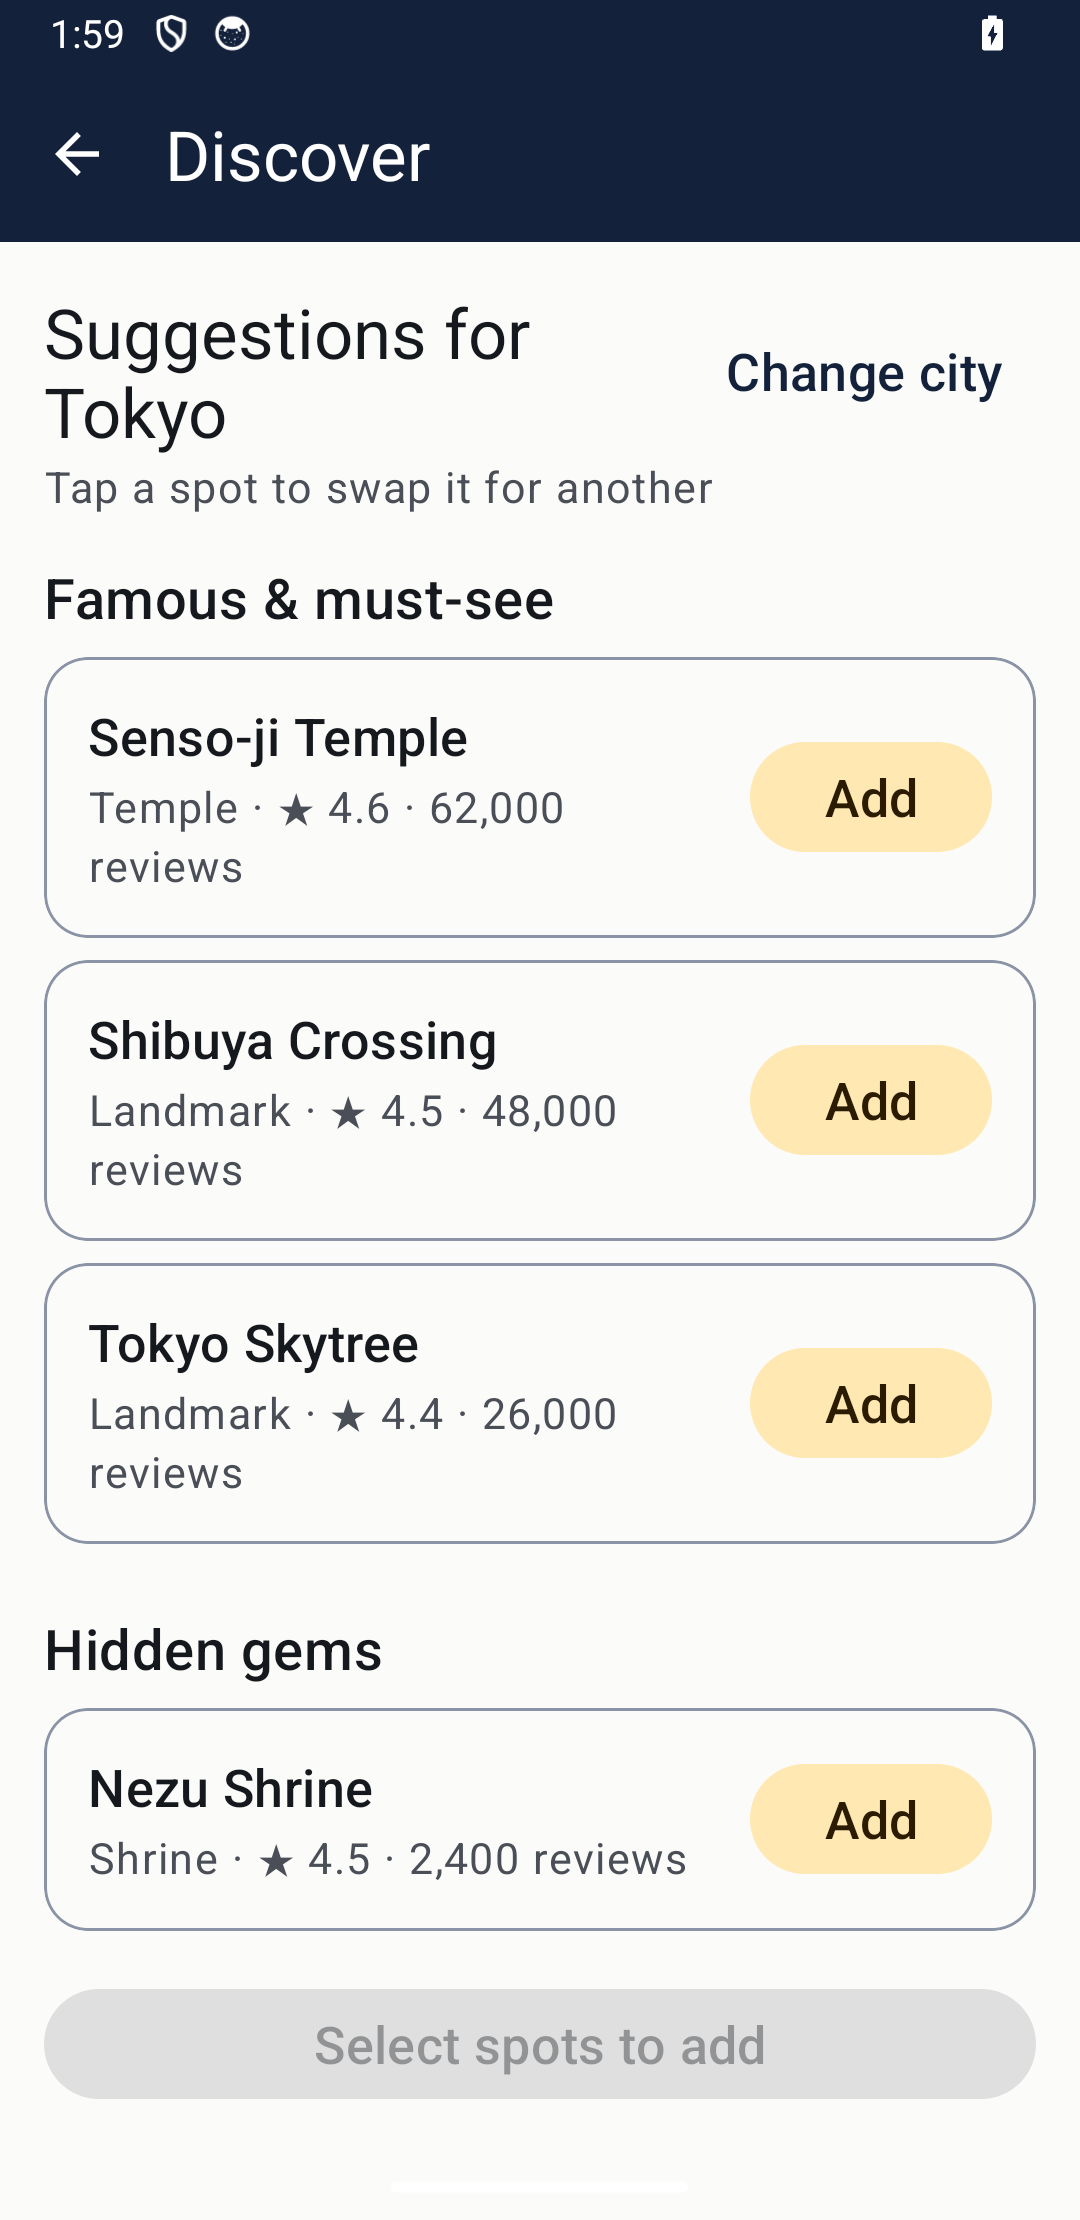 1:59
Discover
Suggestions for
Tokyo
Change city
Tap a spot to swap it for another
Famous & must-see
Senso-ji Temple
Temple · ★ 4.6 · 62,000
reviews
Add
Shibuya Crossing
Landmark · ★ 4.5 · 48,000
reviews
Add
Tokyo Skytree
Landmark · ★ 4.4 · 26,000
reviews
Add
Hidden gems
Nezu Shrine
Shrine · ★ 4.5 · 2,400 reviews
Add
Select spots to add